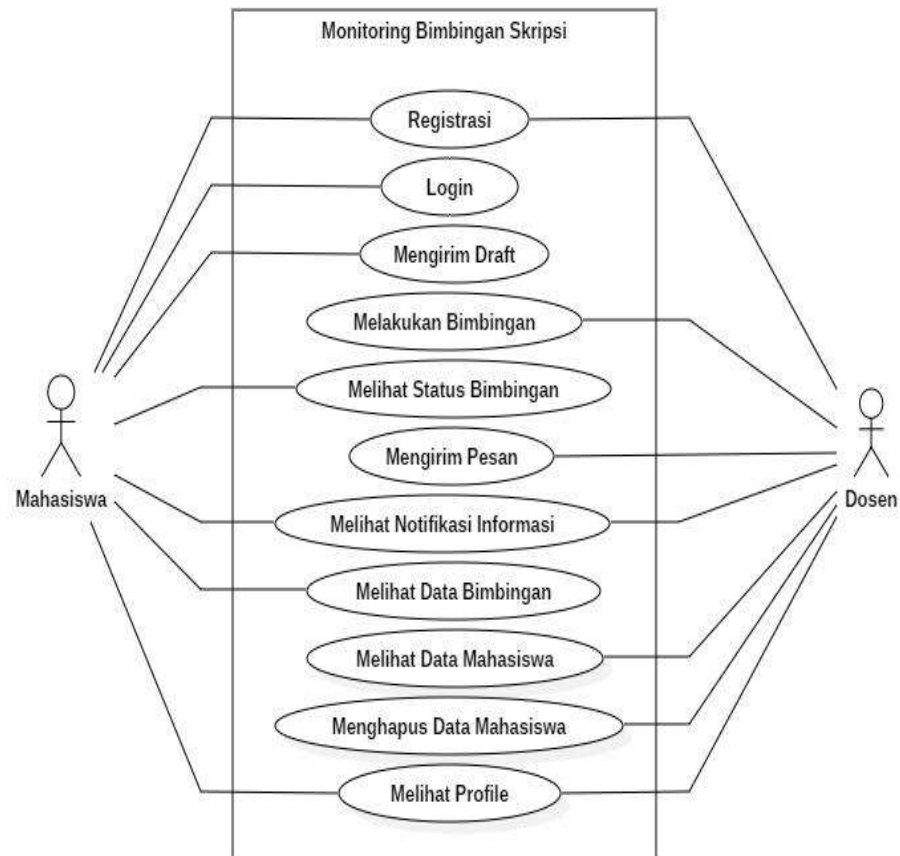 Monitoring Bimbingan Skripsi
Registrasi
Login
Mengirim Draft
Melakukan Bimbingan
Melihat Status Bimbingan
Mengirim Pesan
Mahasiswa
Dosen
Melihat Notifikasi Informasi
Melihat Data Bimbingan
Melihat Data Mahasiswa
Menghapus Data Mahasiswa
Melihat Profile